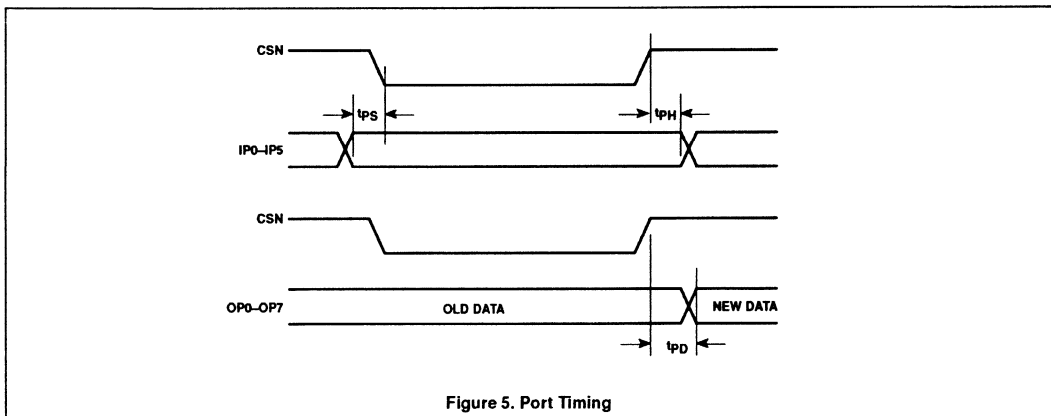 CSN
tPS
tPH
IP0–IP5
CSN
OP0–OP7
OLD DATA
NEW DATA
tPD
Figure 5. Port Timing